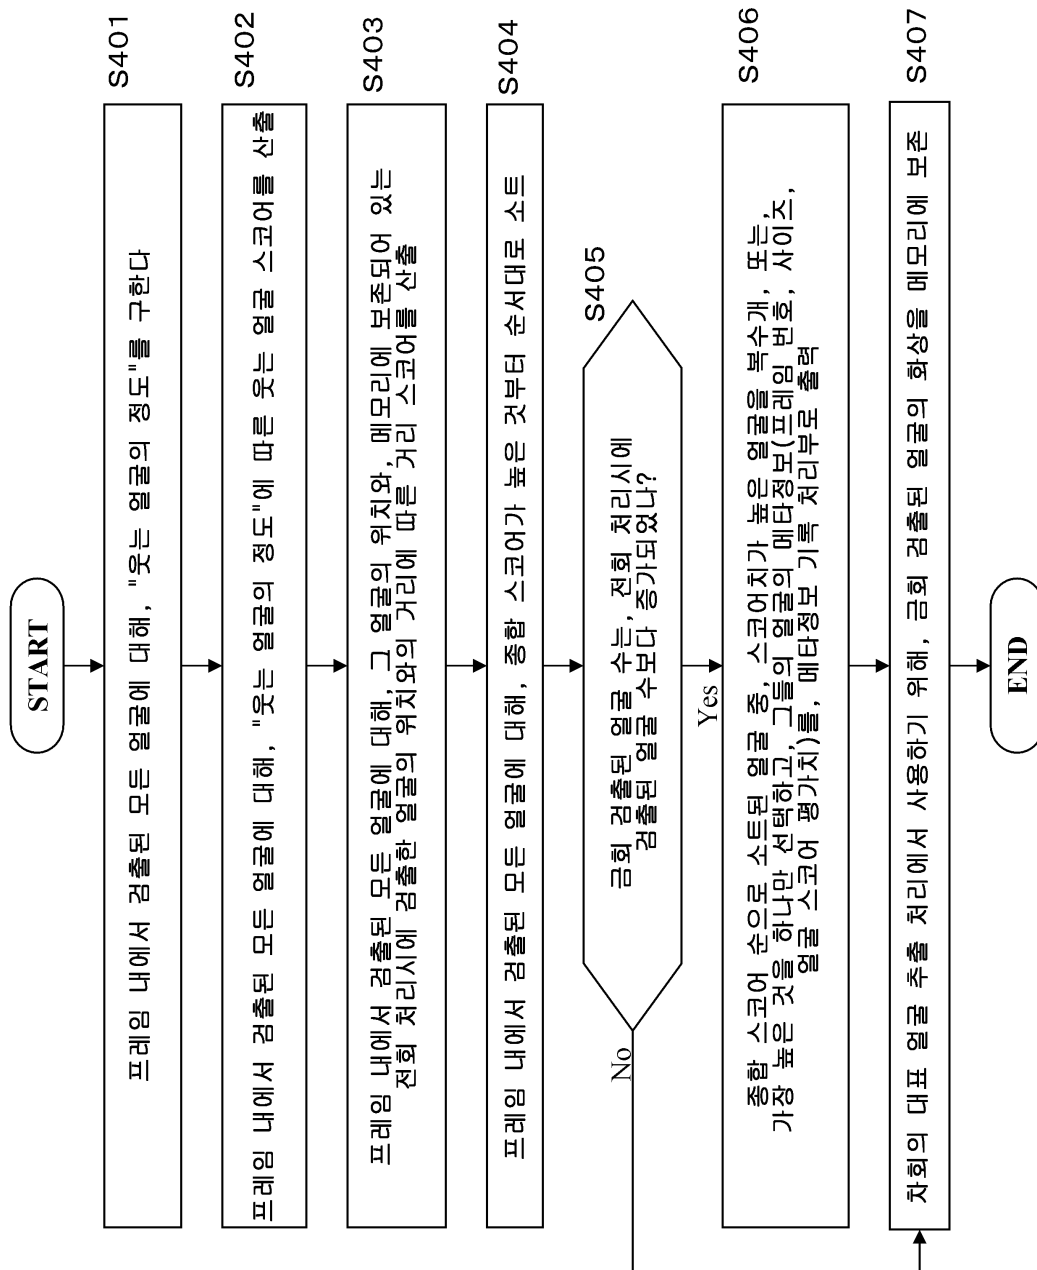 START
S401
프레임 내에서 검출된 모든 얼굴에 대해, "웃는 얼굴의 정도"를 구한다
S402
프레임 내에서 검출된 모든 얼굴에 대해, "웃는 얼굴의 정도"에 따른 웃는 얼굴 스코어를 산출
S403
프레임 내에서 검출된 모든 얼굴에 대해, 그 얼굴의 위치와, 메모리에 보존되어 있는
전회 처리시에 검출한 얼굴의 위치와의 거리에 따른 거리 스코어를 산출
S404
프레임 내에서 검출된 모든 얼굴에 대해, 종합 스코어가 높은 것부터 순서대로 소트
S405
금회 검출된 얼굴 수는, 전회 처리시에
검출된 얼굴 수보다 증가되었나?
No
Yes
S406
종합 스코어 순으로 소트된 얼굴 중, 스코어치가 높은 얼굴을 복수개, 또는,
가장 높은 것을 하나만 선택하고, 그들의 얼굴의 메타정보(프레임 번호, 사이즈,
얼굴 스코어 평가치)를, 메타정보 기록 처리부로 출력
S407
차회의 대표 얼굴 추출 처리에서 사용하기 위해, 금회 검출된 얼굴의 화상을 메모리에 보존
END